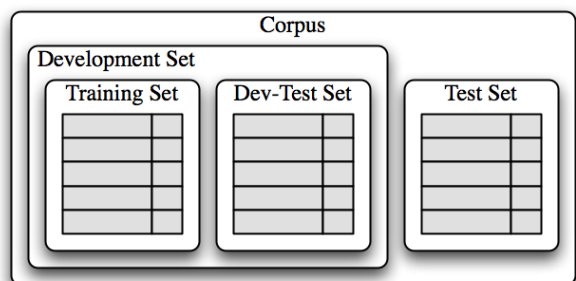 Corpus
Development Set
Training Set
Dev-Test Set
Test Set